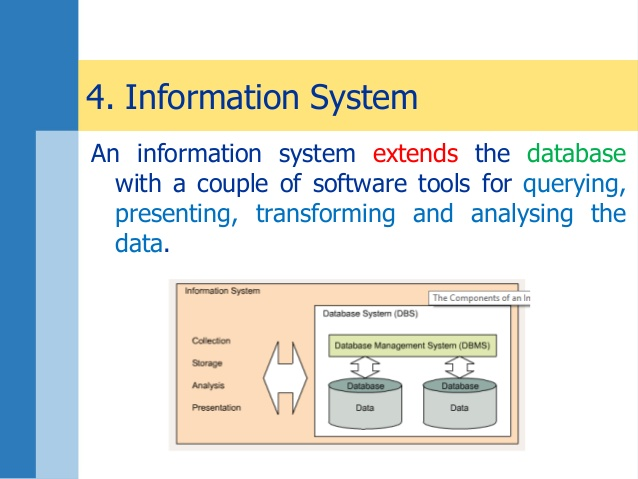 4. Information System
An information system extends the database
with a couple of software tools for querying,
presenting, transforming and analysing the
data.
Information System
The Components of an In
Database System (DBS)
Collection
Storage
Analysis
Presentation
Database Management System (DBMS)
Database
Data
Database
Data